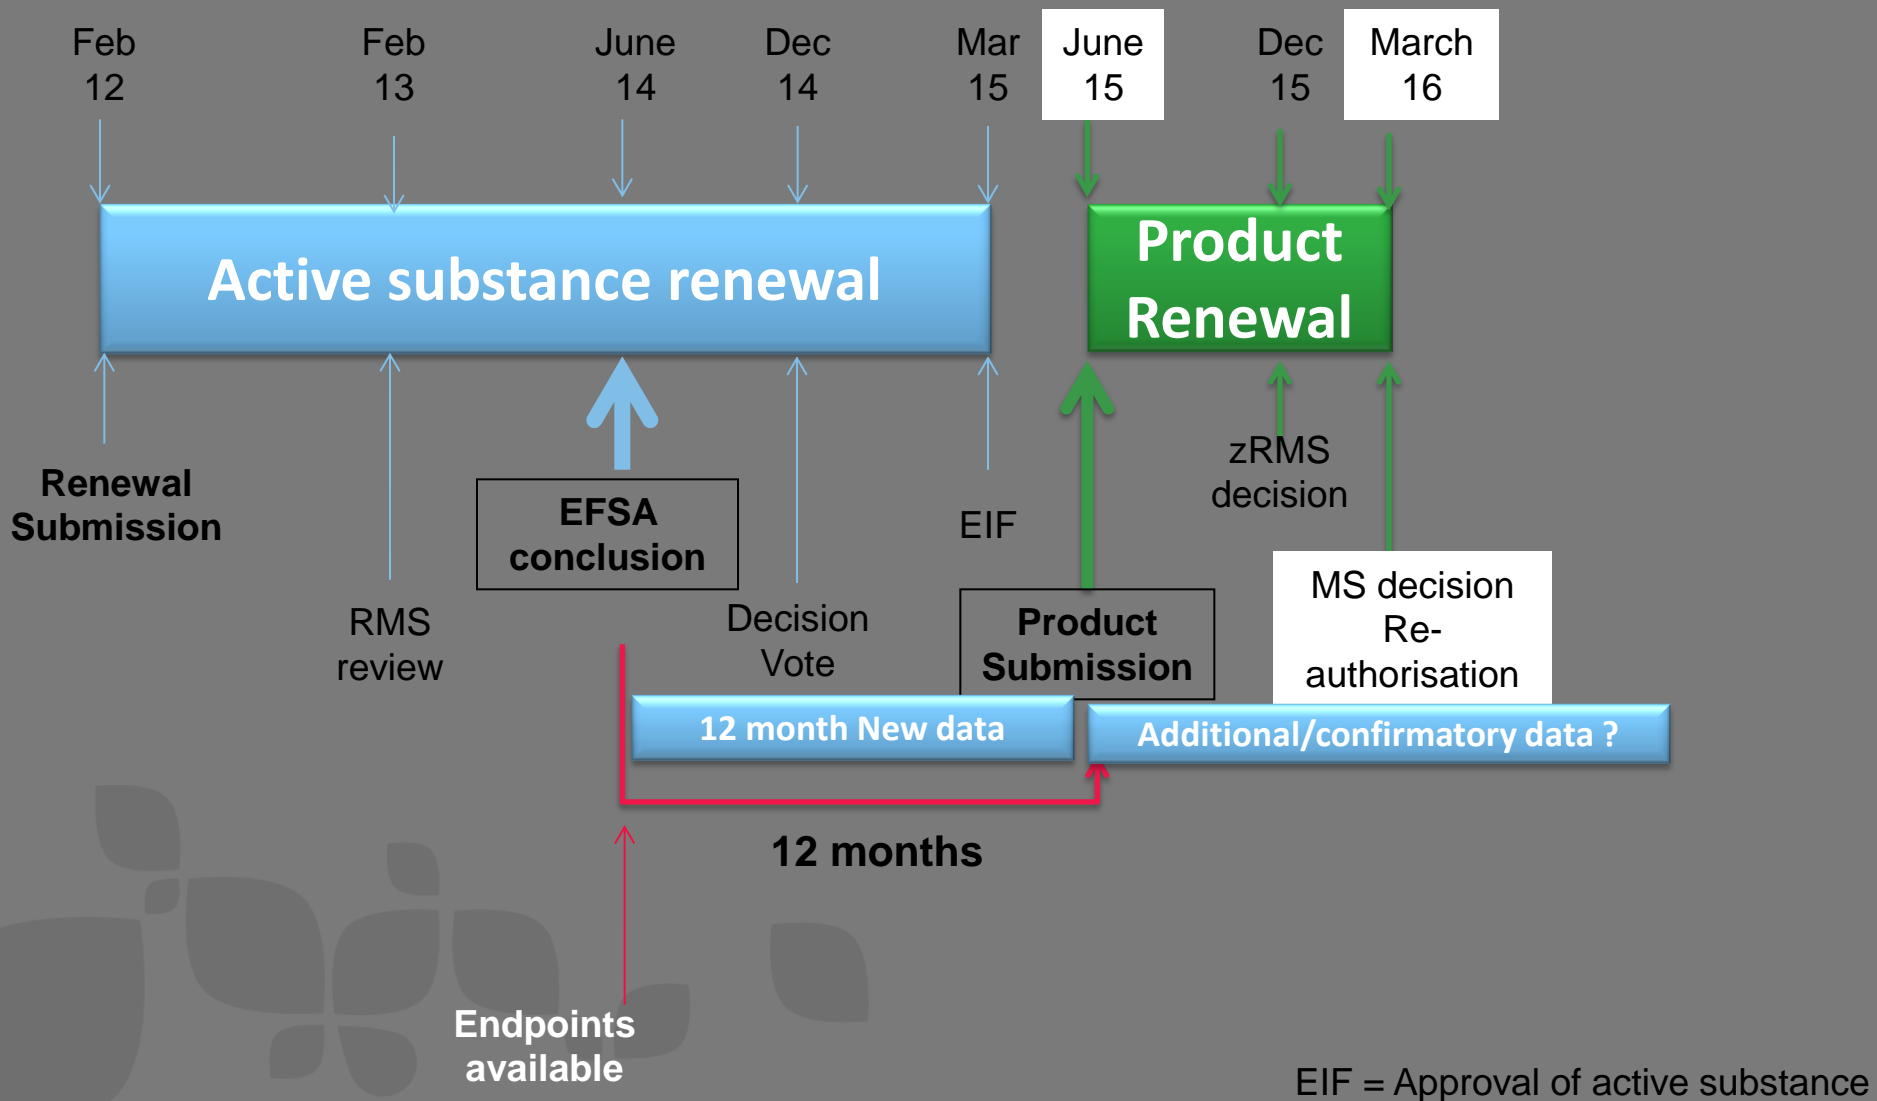 Feb
12
Feb
13
June
14
Dec
14
Mar
15
June
15
Dec
15
March
16
Active substance renewal
Product
Renewal
Renewal
Submission
RMS
review
EFSA
conclusion
Decision
Vote
EIF
Product
Submission
zRMS
decision
MS decision
Re-
authorisation
12 month New data
Additional/confirmatory data ?
12 months
Endpoints
available
EIF = Approval of active substance